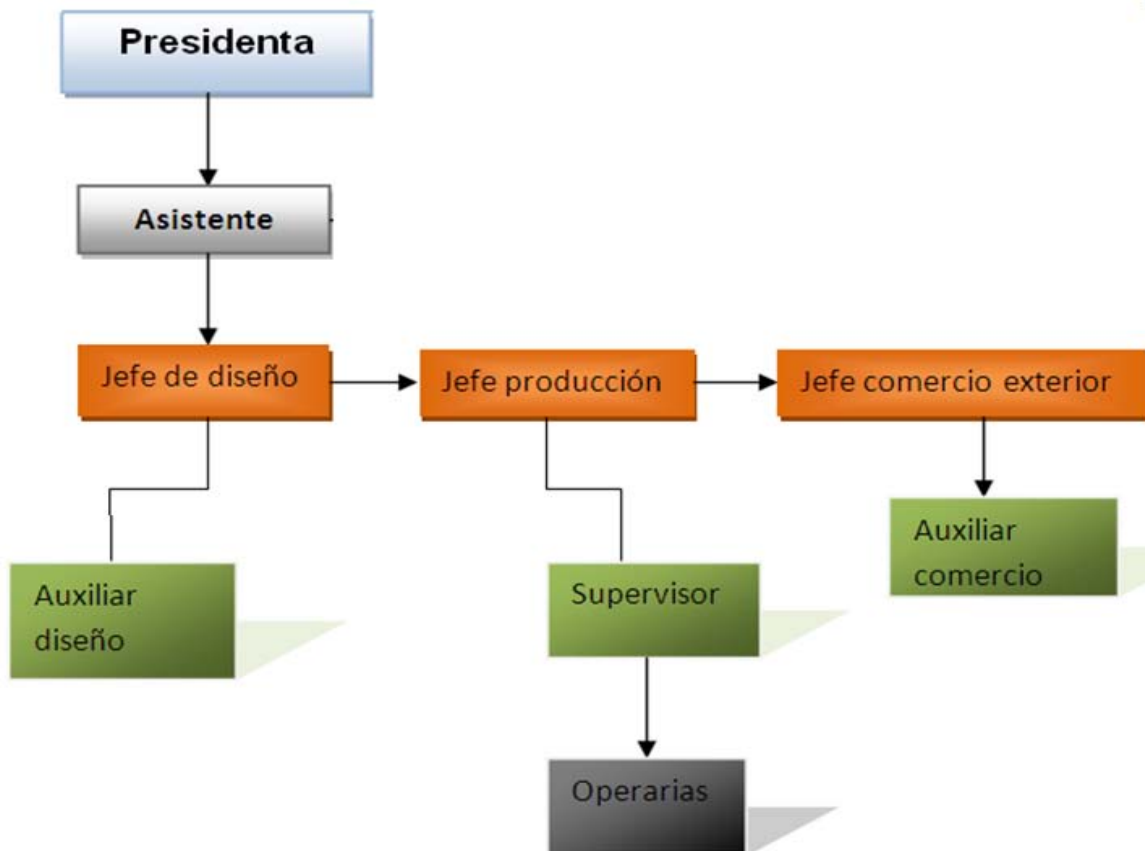 Presidenta
Asistente
Jefe de diseño
Jefe producción
Jefe comercio exterior
Auxiliar
diseño
Supervisor
Auxiliar
comercio
Operarias